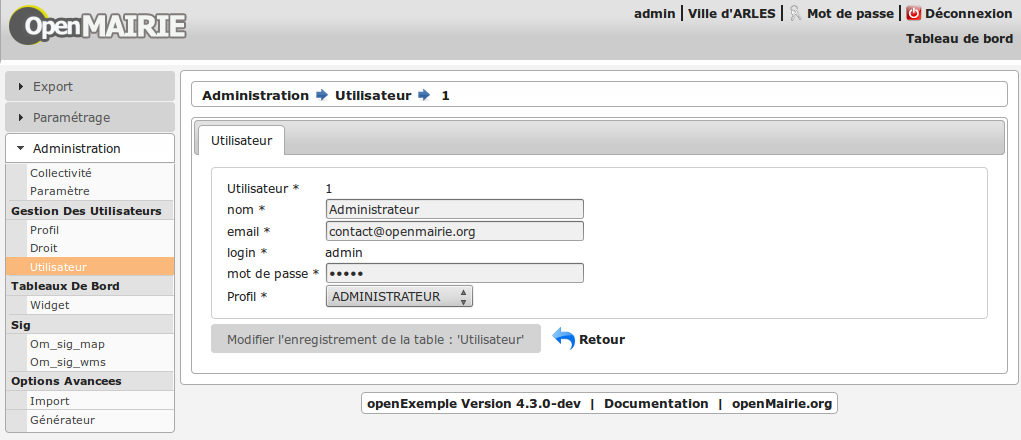 OpenMAIRIE
admin | Ville d'ARLES | Mot de passe | Déconnexion
Tableau de bord
Export
Paramétrage
Administration
Collectivité
Paramètre
Gestion Des Utilisateurs
Profil
Droit
Utilisateur
Tableaux De Bord
Widget
Sig
Om_sig_map
Om_sig_wms
Options Avancees
Import
Générateur
Administration Utilisateur 1
Utilisateur
Utilisateur * 1
nom * Administrateur
email * contact@openmairie.org
login * admin
mot de passe * •••••
Profil * ADMINISTRATEUR
Modifier l'enregistrement de la table : 'Utilisateur' Retour
openExemple Version 4.3.0-dev | Documentation | openMairie.org